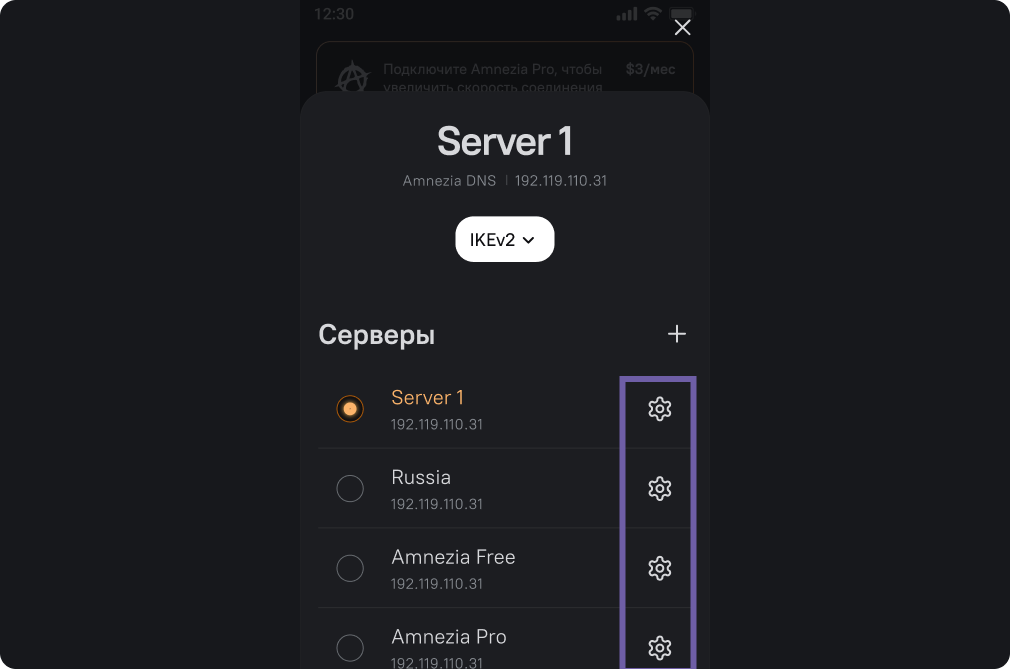 12:30
Подключите Amnezia Pro, чтобы
увеличить скорость соединения
$3/мес
Server 1
Amnezia DNS | 192.119.110.31
IKEv2
Серверы
Server 1
192.119.110.31
Russia
192.119.110.31
Amnezia Free
192.119.110.31
Amnezia Pro
192.119.110.31